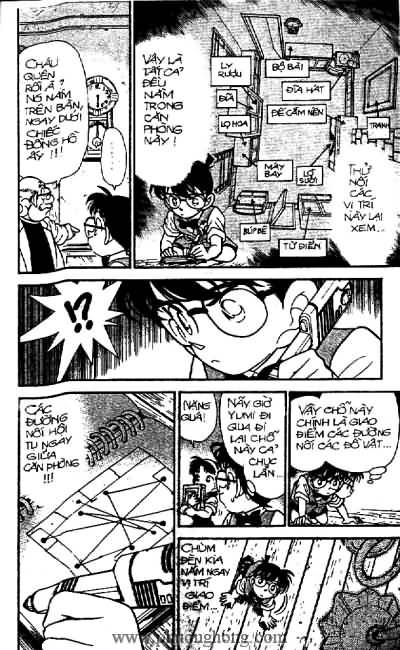 CHÁU
QUÊN
RỒI À?
NÓ NẰM
TRÊN BÀN,
NGAY DƯỚI
CHIẾC
ĐỒNG HỒ
ẤY!!!
......
VẬY LÀ
TẤT CẢ
ĐỀU
NẰM
TRONG
CĂN
PHÒNG
NÀY!
LY
RƯỢU
BỘ BÀI
DĨA HÁT
DĨA
ĐẾ CẮM NẾN
LỌ HOA
TRANH
MÁY
BAY
LÒ
SƯỞI
BÚP BÊ
TỪ ĐIỂN
THỬ
NỐI
CÁC
VỊ TRÍ
NÀY LẠI
XEM...
!?
CÁC
ĐƯỜNG
NỐI HỘI
TỤ NGAY
GIỮA
CĂN PHÒNG
!!!
NẶNG
QUÁ!
NÃY GIỜ
YUMI ĐI
QUA ĐI
LẠI CHỖ
NÀY CẢ
CHỤC
LẦN...
VẬY CHỖ NÀY
CHÍNH LÀ GIAO
ĐIỂM CÁC ĐƯỜNG
NỐI CÁC ĐỒ VẬT...
CHÙM
ĐÈN KIA
NẰM NGAY
VỊ TRÍ
GIAO
ĐIỂM...